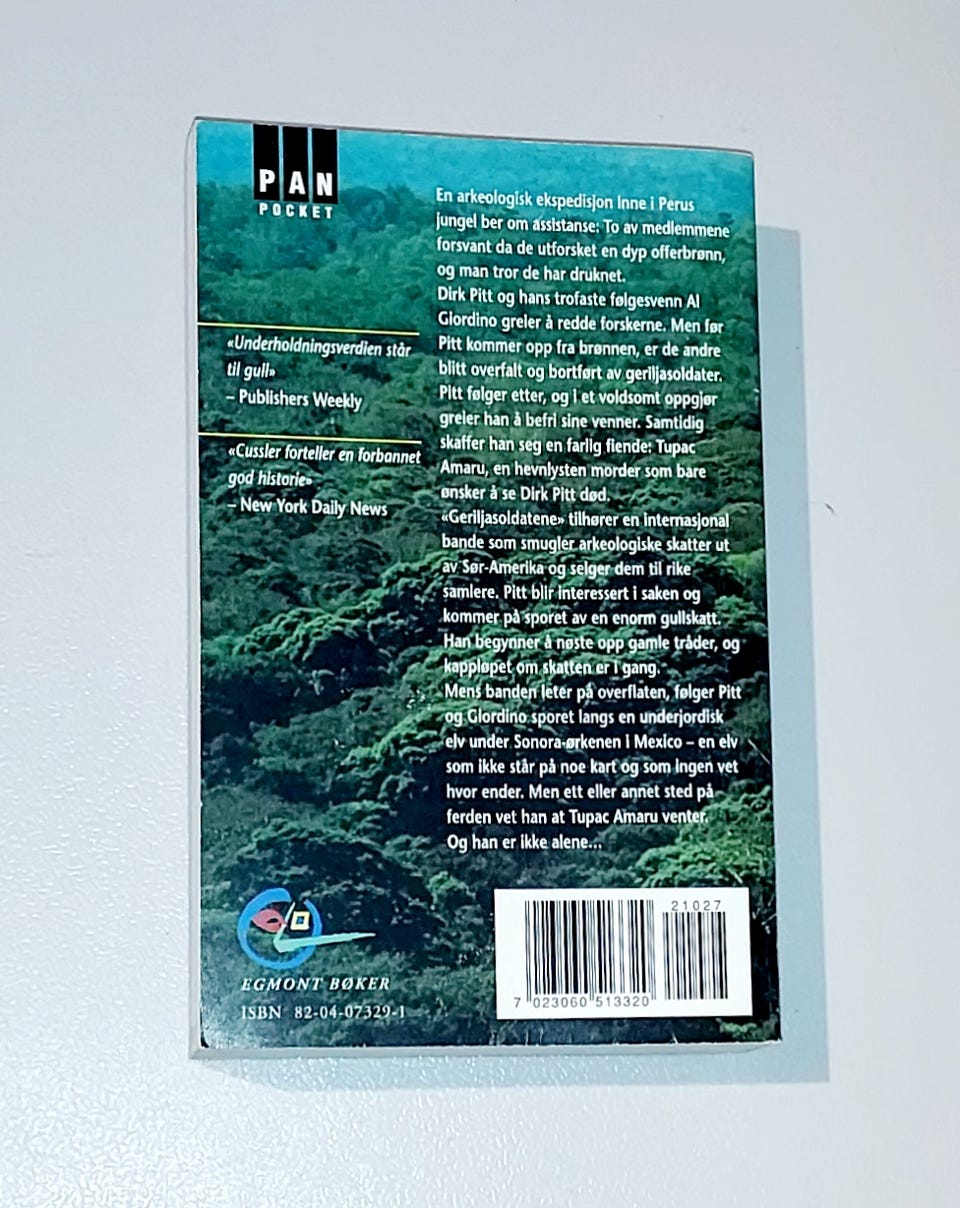 PAN
POCKET
«Underholdningsverdien står
til gull»
– Publishers Weekly
«Cussler forteller en forbannet
god historie»
– New York Daily News
En arkeologisk ekspedisjon inne i Perus
jungel ber om assistanse: To av medlemmene
forsvant da de utforsket en dyp offerbrønn,
og man tror de har druknet.
Dirk Pitt og hans trofaste følgesvenn Al
Giordino greier å redde forskerne. Men før
Pitt kommer opp fra brønnen, er de andre
blitt overfalt og bortført av geriljasoldater.
Pitt følger etter, og i et voldsomt oppgjør
greier han å befri sine venner. Samtidig
skaffer han seg en farlig fiende: Tupac
Amaru, en hevnlysten morder som bare
ønsker å se Dirk Pitt død.
«Geriljasoldatene» tilhører en internasjonal
bande som smugler arkeologiske skatter ut
av Sør-Amerika og selger dem til rike
samlere. Pitt blir interessert i saken og
kommer på sporet av en enorm gullskatt.
Han begynner å nøste opp gamle tråder, og
kappløpet om skatten er i gang.
Mens banden leter på overflaten, følger Pitt
og Giordino sporet langs en underjordisk
elv under Sonora-ørkenen i Mexico – en elv
som ikke står på noe kart og som ingen vet
hvor ender. Men ett eller annet sted på
ferden vet han at Tupac Amaru venter.
Og han er ikke alene...
EGMONT BØKER
ISBN 82-04-07329-1
21027
7 023060 513320